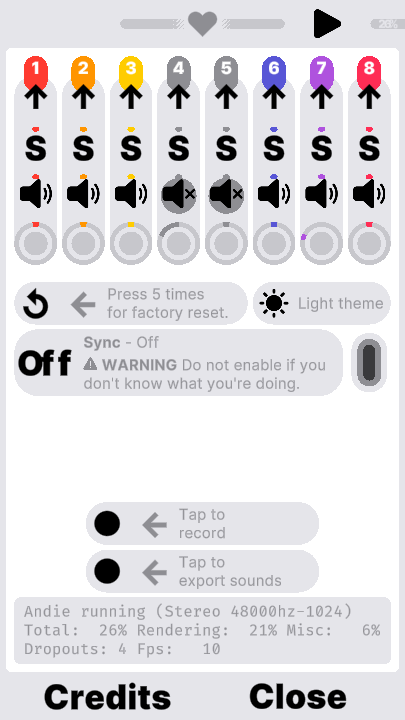 26%
1 2 3 4 5 6 7 8
S S S S S S S S
Press 5 times
for factory reset.
Light theme
Off
Sync - Off
WARNING Do not enable if you
don't know what you're doing.
Tap to
record
Tap to
export sounds
Andie running (Stereo 48000hz-1024)
Total: 26% Rendering: 21% Misc: 6%
Dropouts: 4 Fps: 10
Credits Close